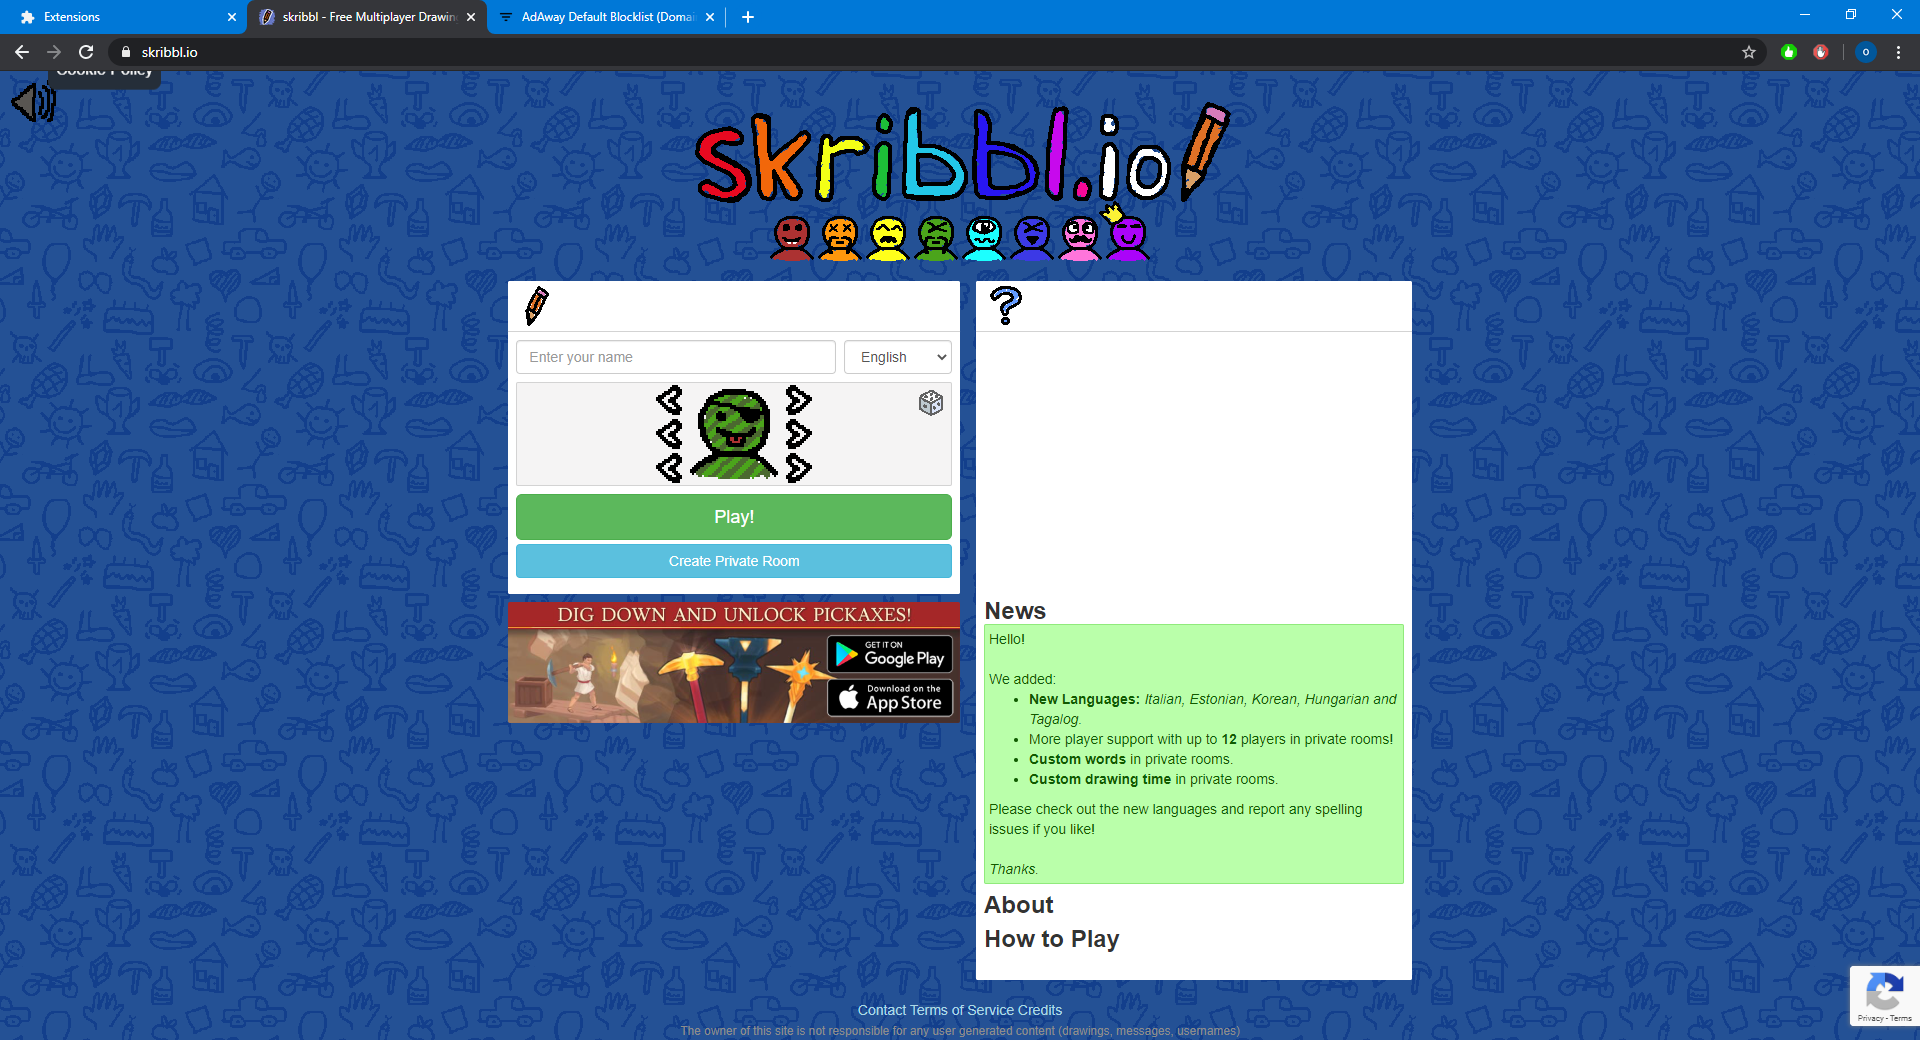 Extensions
skribbl - Free Multiplayer Drawin
AdAway Default Blocklist (Doma
skribbl.io
o
Cookie Policy
skribbl.io
Enter your name
English
Play!
Create Private Room
DIG DOWN AND UNLOCK PICKAXES!
GET IT ON
Google Play
Download on the
App Store
?
News
Hello!
We added:
• New Languages: Italian, Estonian, Korean, Hungarian and
Tagalog.
• More player support with up to 12 players in private rooms!
• Custom words in private rooms.
• Custom drawing time in private rooms.
Please check out the new languages and report any spelling
issues if you like!
Thanks.
About
How to Play
Contact Terms of Service Credits
The owner of this site is not responsible for any user generated content (drawings, messages, usernames)
Privacy - Terms